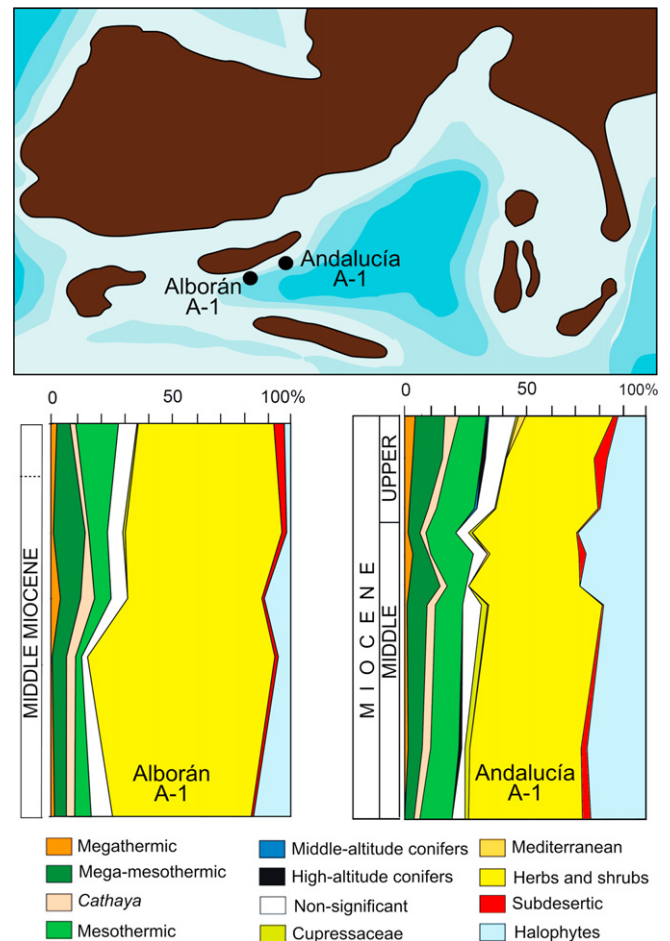 Alborán
A-1
Andalucía
A-1
0 50 100%
0 50 100%
MIDDLE MIOCENE
Alborán
A-1
MIOCENE
MIDDLE
UPPER
Andalucía
A-1
Megathermic
Mega-mesothermic
Cathaya
Mesothermic
Middle-altitude conifers
High-altitude conifers
Non-significant
Cupressaceae
Mediterranean
Herbs and shrubs
Subdesertic
Halophytes